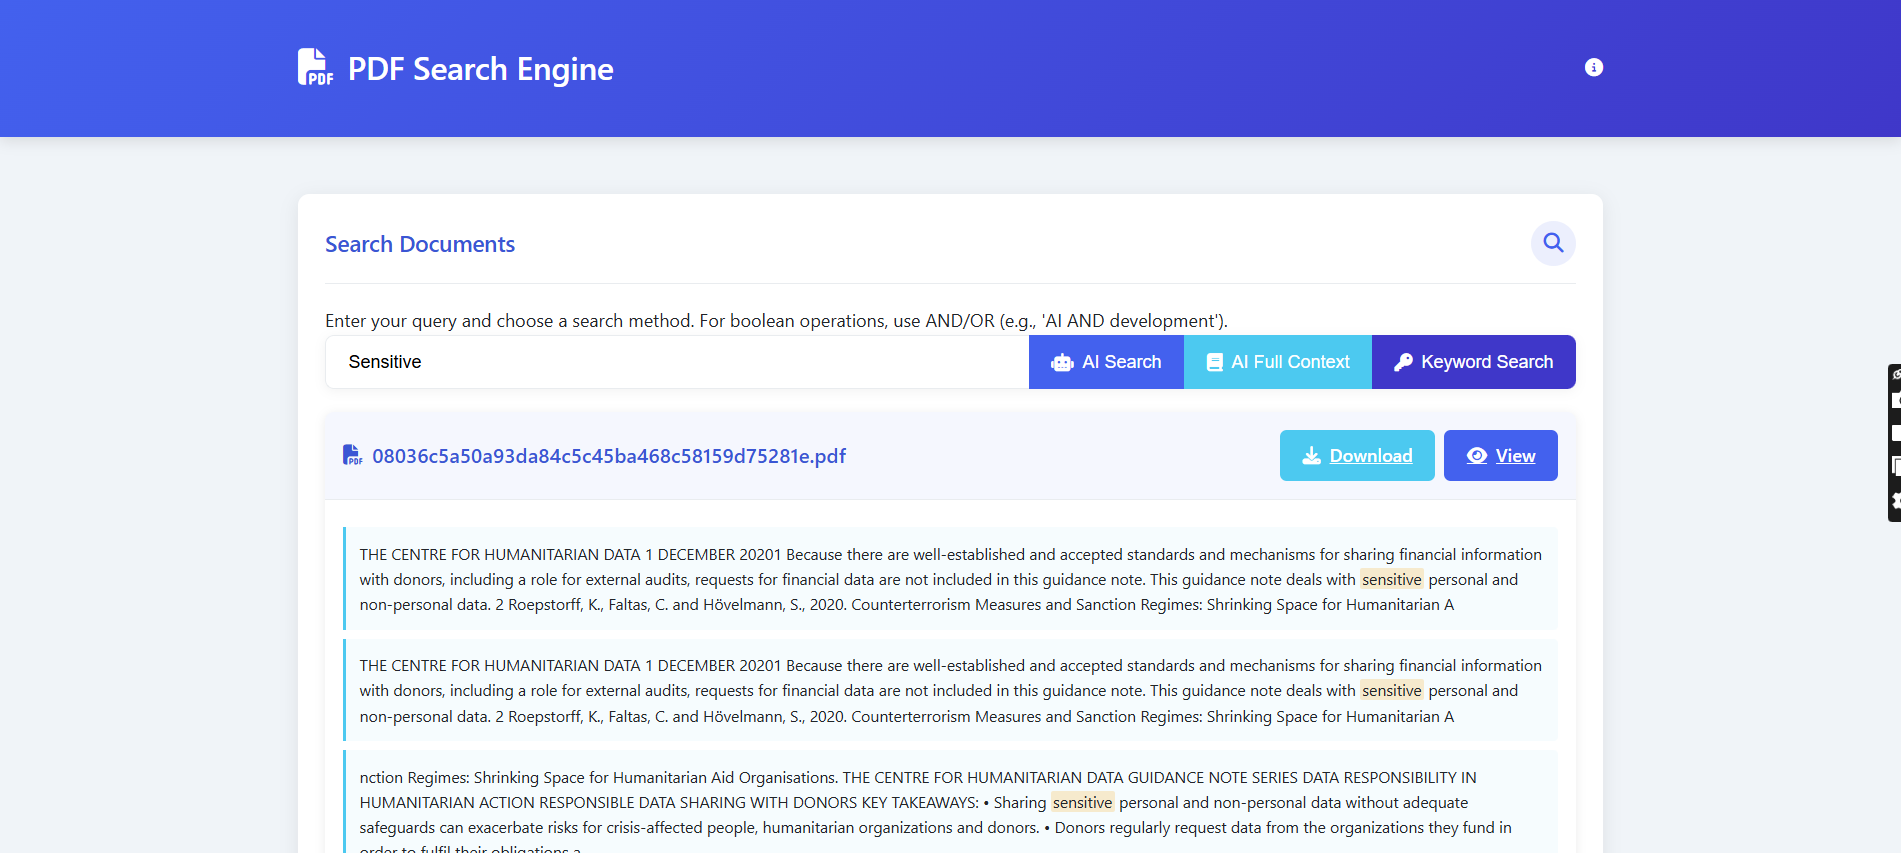 PDF Search Engine
Search Documents
Enter your query and choose a search method. For boolean operations, use AND/OR (e.g., 'AI AND development').
Sensitive
AI Search
AI Full Context
Keyword Search
08036c5a50a93da84c5c45ba468c58159d75281e.pdf
Download
View
THE CENTRE FOR HUMANITARIAN DATA 1 DECEMBER 20201 Because there are well-established and accepted standards and mechanisms for sharing financial information
with donors, including a role for external audits, requests for financial data are not included in this guidance note. This guidance note deals with sensitive personal and
non-personal data. 2 Roepstorff, K., Faltas, C. and Hövelmann, S., 2020. Counterterrorism Measures and Sanction Regimes: Shrinking Space for Humanitarian A
THE CENTRE FOR HUMANITARIAN DATA 1 DECEMBER 20201 Because there are well-established and accepted standards and mechanisms for sharing financial information
with donors, including a role for external audits, requests for financial data are not included in this guidance note. This guidance note deals with sensitive personal and
non-personal data. 2 Roepstorff, K., Faltas, C. and Hövelmann, S., 2020. Counterterrorism Measures and Sanction Regimes: Shrinking Space for Humanitarian A
nction Regimes: Shrinking Space for Humanitarian Aid Organisations. THE CENTRE FOR HUMANITARIAN DATA GUIDANCE NOTE SERIES DATA RESPONSIBILITY IN
HUMANITARIAN ACTION RESPONSIBLE DATA SHARING WITH DONORS KEY TAKEAWAYS: • Sharing sensitive personal and non-personal data without adequate
safeguards can exacerbate risks for crisis-affected people, humanitarian organizations and donors. • Donors regularly request data from the organizations they fund in
order to fulfil their obligations a